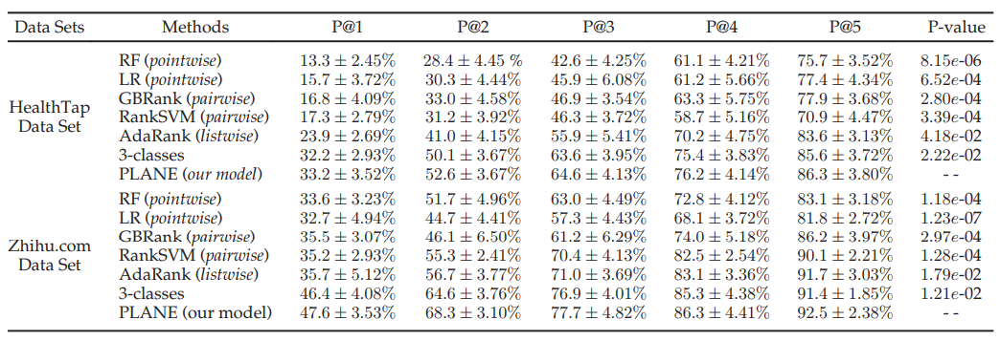 Data Sets Methods P@1 P@2 P@3 P@4 P@5 P-value
HealthTap Data Set
RF (pointwise) 13.3 ± 2.45% 28.4 ± 4.45 % 42.6 ± 4.25% 61.1 ± 4.21% 75.7 ± 3.52% 8.15e-06
LR (pointwise) 15.7 ± 3.72% 30.3 ± 4.44% 45.9 ± 6.08% 61.2 ± 5.66% 77.4 ± 4.34% 6.52e-04
GBRank (pairwise) 16.8 ± 4.09% 33.0 ± 4.58% 46.9 ± 3.54% 63.3 ± 5.75% 77.9 ± 3.68% 2.80e-04
RankSVM (pairwise) 17.3 ± 2.79% 31.2 ± 3.92% 46.3 ± 3.72% 58.7 ± 5.16% 70.9 ± 4.47% 3.39e-04
AdaRank (listwise) 23.9 ± 2.69% 41.0 ± 4.15% 55.9 ± 5.41% 70.2 ± 4.75% 83.6 ± 3.13% 4.18e-02
3-classes 32.2 ± 2.93% 50.1 ± 3.67% 63.6 ± 3.95% 75.4 ± 3.83% 85.6 ± 3.72% 2.22e-02
PLANE (our model) 33.2 ± 3.52% 52.6 ± 3.67% 64.6 ± 4.13% 76.2 ± 4.14% 86.3 ± 3.80% - -
Zhihu.com Data Set
RF (pointwise) 33.6 ± 3.23% 51.7 ± 4.96% 63.0 ± 4.49% 72.8 ± 4.12% 83.1 ± 3.18% 1.18e-04
LR (pointwise) 32.7 ± 4.94% 44.7 ± 4.41% 57.3 ± 4.43% 68.1 ± 3.72% 81.8 ± 2.72% 1.23e-07
GBRank (pairwise) 35.5 ± 3.07% 46.1 ± 6.50% 61.2 ± 6.29% 74.0 ± 5.18% 86.2 ± 3.97% 2.97e-04
RankSVM (pairwise) 35.2 ± 2.93% 55.3 ± 2.41% 70.4 ± 4.13% 82.5 ± 2.54% 90.1 ± 2.21% 1.28e-04
AdaRank (listwise) 35.7 ± 5.12% 56.7 ± 3.77% 71.0 ± 3.69% 83.1 ± 3.36% 91.7 ± 3.03% 1.79e-02
3-classes 46.4 ± 4.08% 64.6 ± 3.76% 76.9 ± 4.01% 85.3 ± 4.38% 91.4 ± 1.85% 1.21e-02
PLANE (our model) 47.6 ± 3.53% 68.3 ± 3.10% 77.7 ± 4.82% 86.3 ± 4.41% 92.5 ± 2.38% - -